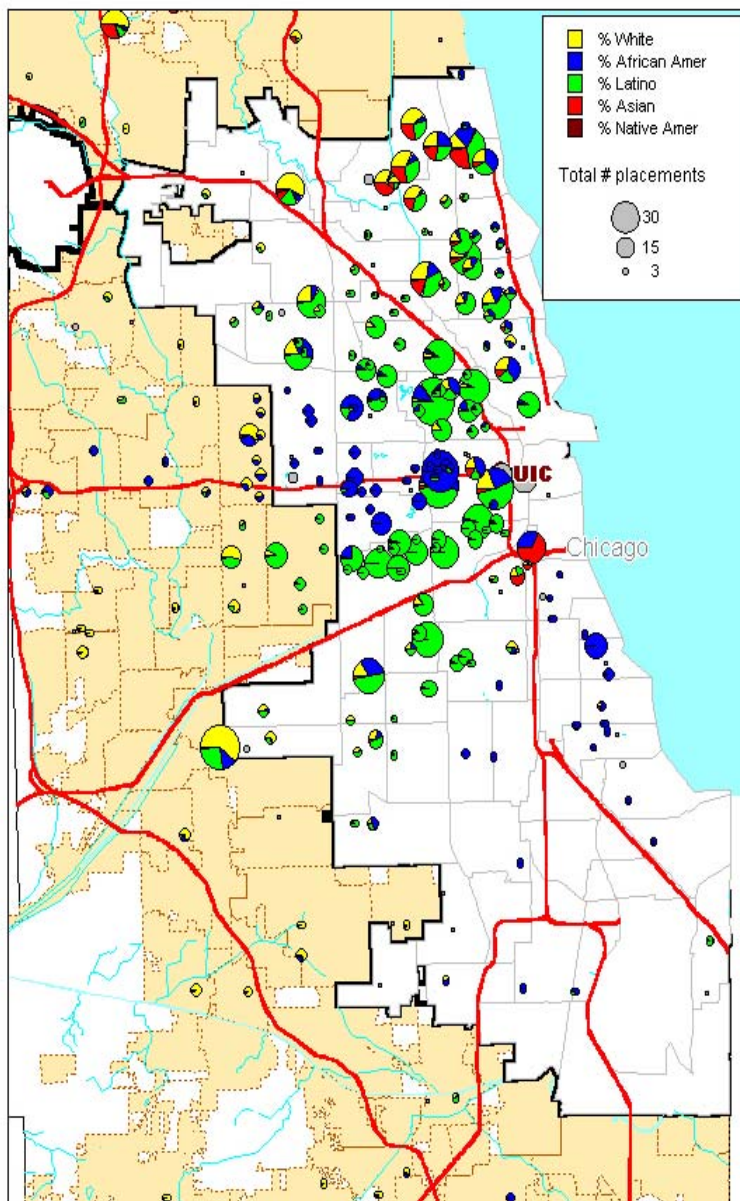 % White
% African Amer
% Latino
% Asian
% Native Amer
Total # placements
30
15
3
UIC
Chicago